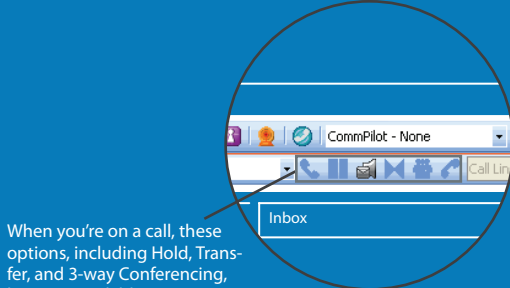 CommPilot - None
Call Lin
Inbox
When you're on a call, these
options, including Hold, Trans-
fer, and 3-way Conferencing,